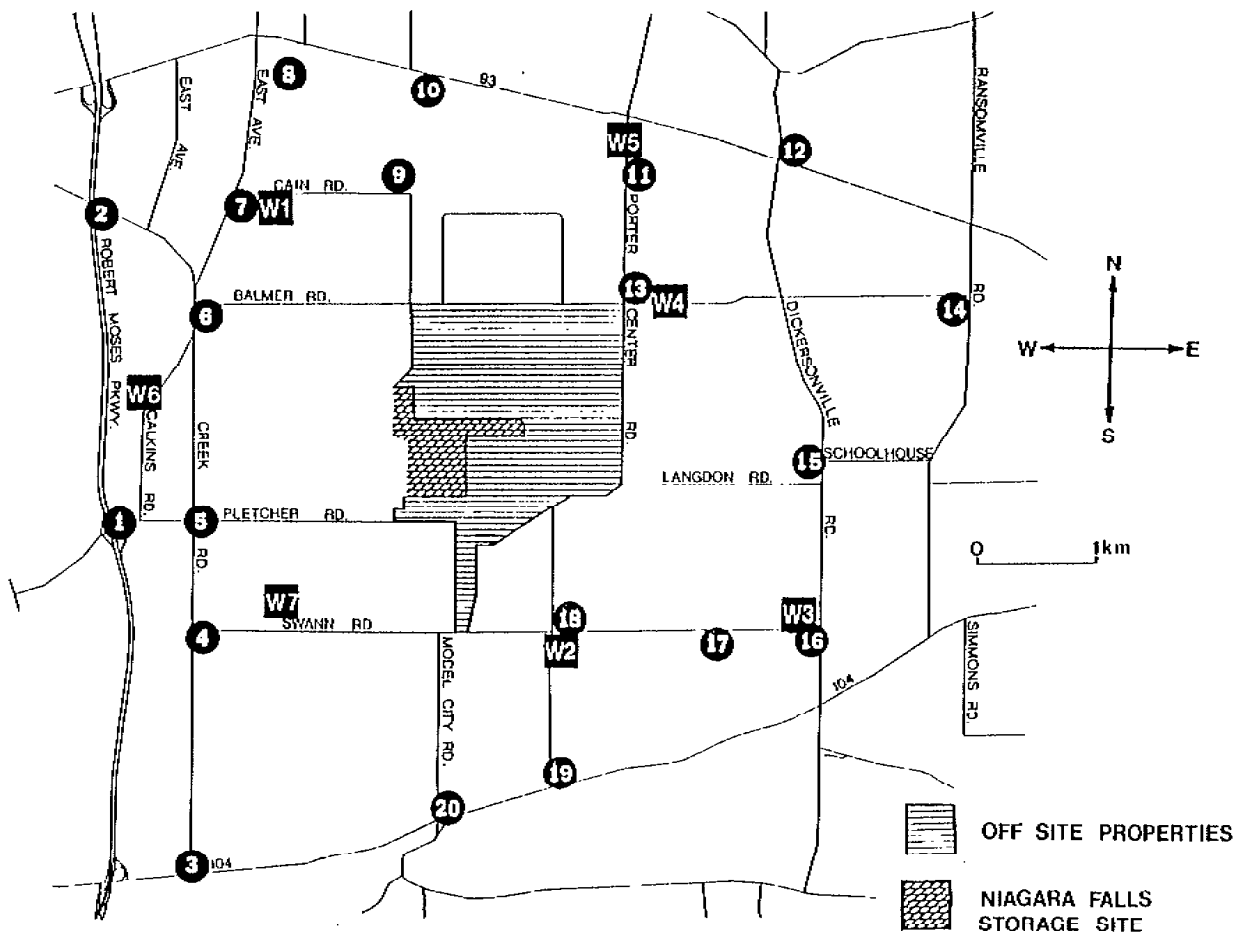 8
10
93
EAST AVE.
EAST AVE.
RANSOMVILLE RD.
W5
12
9
11
CAIN RD.
7
W1
2
PORTER CENTER RD.
ROBERT MOSES PKWY.
N
13
W4
BALMER RD.
6
14
DICKERSONVILLE RD.
W
E
W6
CALKINS RD.
CREEK RD.
S
15
SCHOOLHOUSE
LANGDON RD.
1
5
PLETCHER RD.
0
1km
W7
W3
18
SWANN RD
4
W2
17
16
MODEL CITY RD.
SIMMONS RD.
104
19
20
OFF SITE PROPERTIES
3
104
NIAGARA FALLS
STORAGE SITE